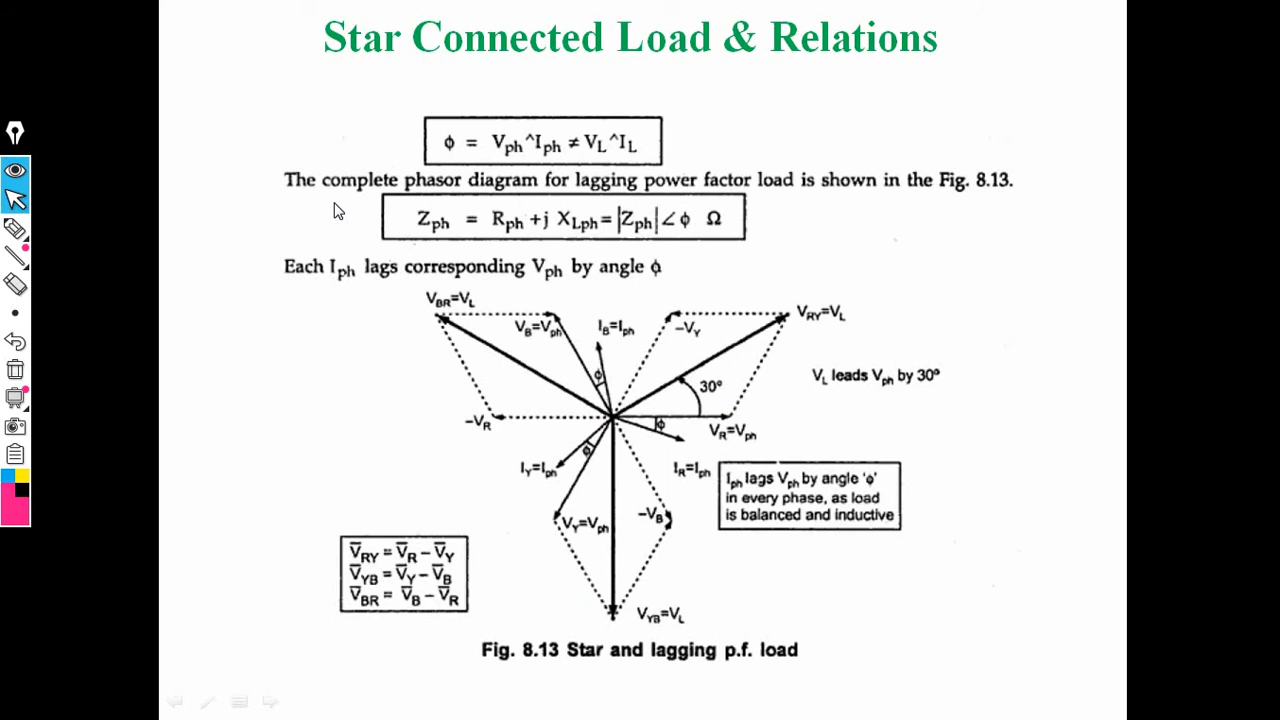 Star Connected Load & Relations
ϕ = Vph^Iph ≠ VL^IL
The complete phasor diagram for lagging power factor load is shown in the Fig. 8.13.
Zph = Rph +j XLph= |Zph| ∠ϕ Ω
Each Iph lags corresponding Vph by angle ϕ
VBR=VL
VB=Vph
IB=Iph
–VY
VRY=VL
ϕ
30º
VL leads Vph by 30º
–VR
ϕ
VR=Vph
ϕ
IY=Iph
IR=Iph
Iph lags Vph by angle 'ϕ'
in every phase, as load
is balanced and inductive
VY=Vph
–VB
V̅RY = V̅R – V̅Y
V̅YB = V̅Y – V̅B
V̅BR = V̅B – V̅R
VYB=VL
Fig. 8.13 Star and lagging p.f. load